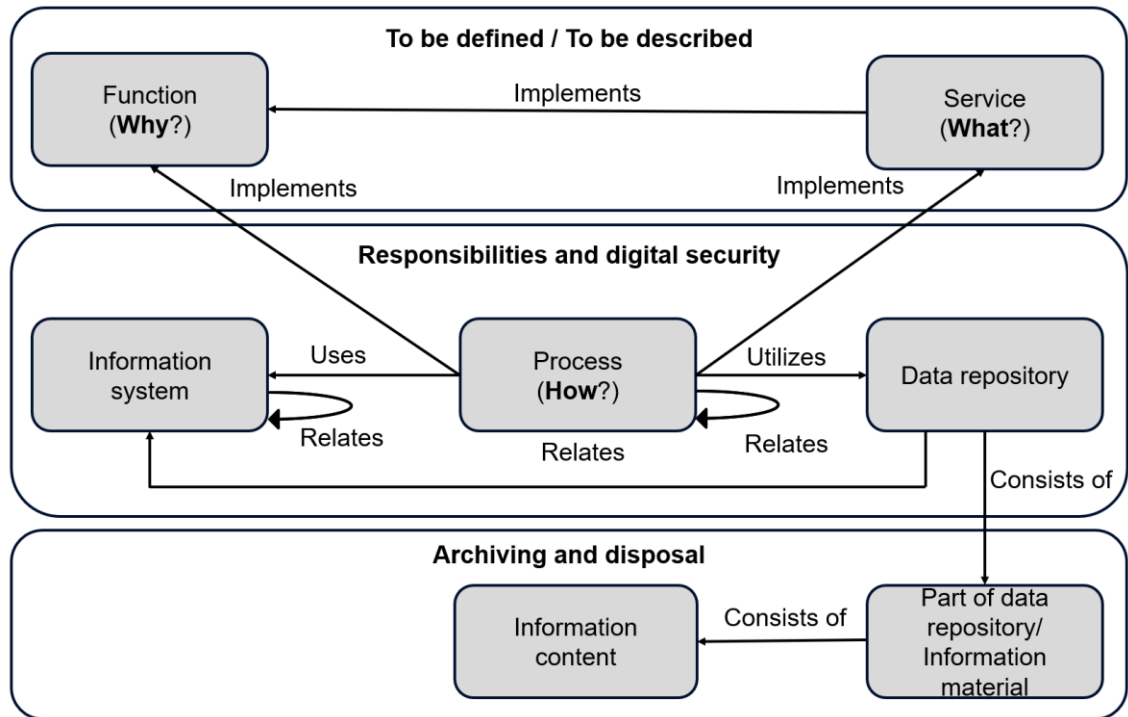 To be defined / To be described
Function
(Why?)
Implements
Service
(What?)
Implements
Implements
Responsibilities and digital security
Information
system
Uses
Process
(How?)
Utilizes
Data repository
Relates
Relates
Relates
Consists of
Archiving and disposal
Information
content
Consists of
Part of data
repository/
Information
material